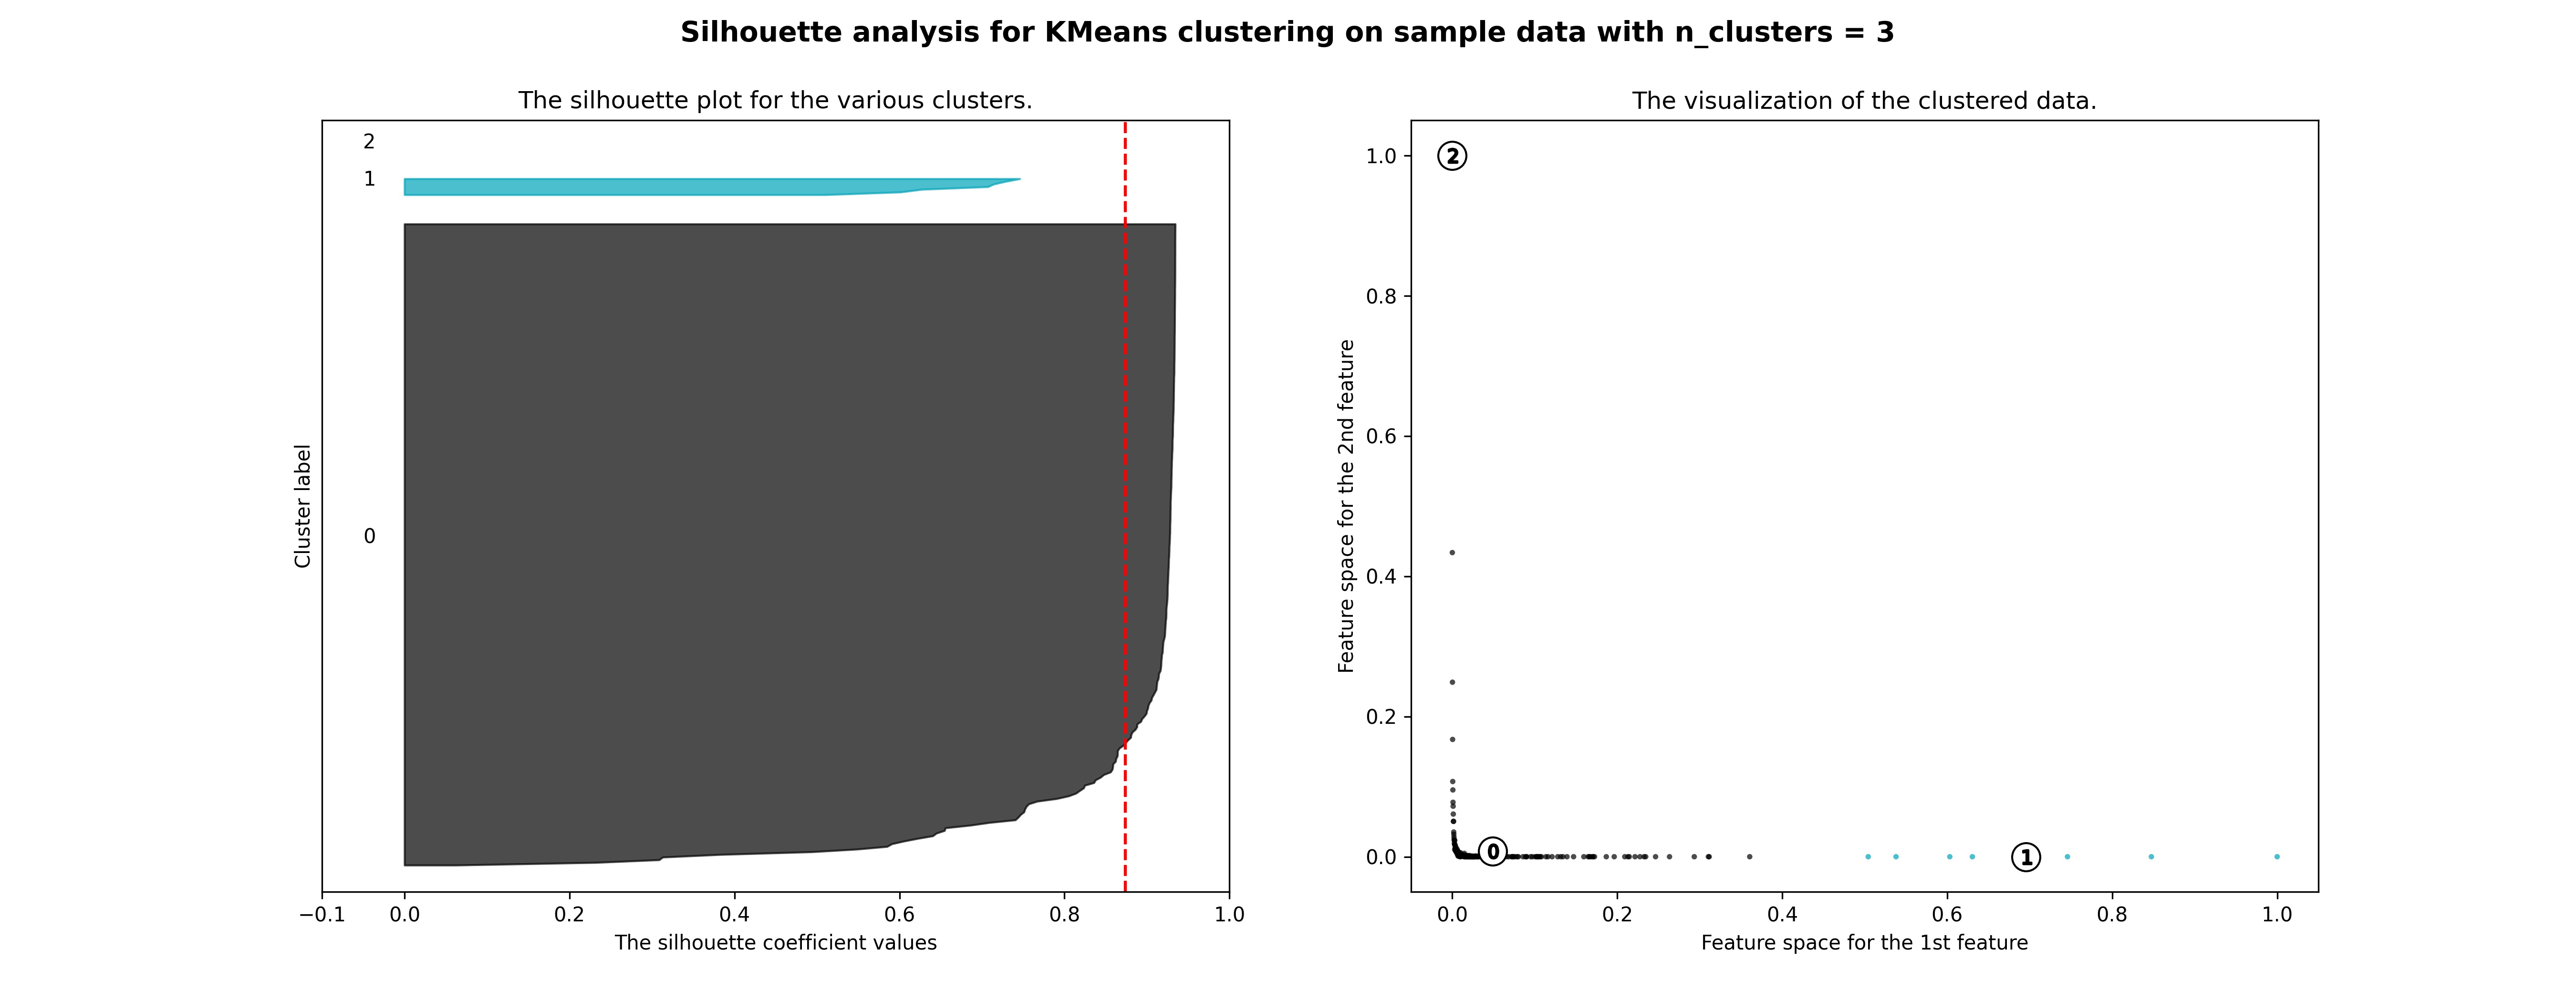 Silhouette analysis for KMeans clustering on sample data with n_clusters = 3
The silhouette plot for the various clusters.
2
1
0
Cluster label
−0.1 0.0 0.2 0.4 0.6 0.8 1.0
The silhouette coefficient values
The visualization of the clustered data.
1.0
0.8
0.6
0.4
0.2
0.0
Feature space for the 2nd feature
2
0
1
0.0 0.2 0.4 0.6 0.8 1.0
Feature space for the 1st feature